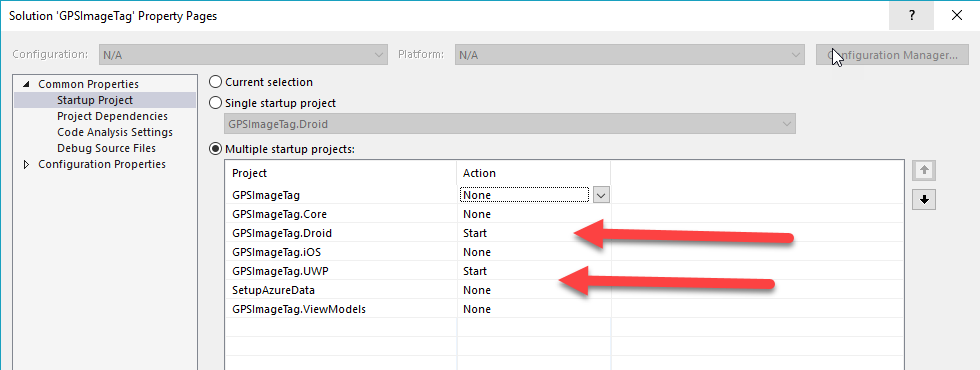 Solution 'GPSImageTag' Property Pages
?
Configuration: N/A Platform: N/A Configuration Manager...
Common Properties
Startup Project
Project Dependencies
Code Analysis Settings
Debug Source Files
Configuration Properties
Current selection
Single startup project
GPSImageTag.Droid
Multiple startup projects:
Project Action
GPSImageTag None
GPSImageTag.Core None
GPSImageTag.Droid Start
GPSImageTag.iOS None
GPSImageTag.UWP Start
SetupAzureData None
GPSImageTag.ViewModels None